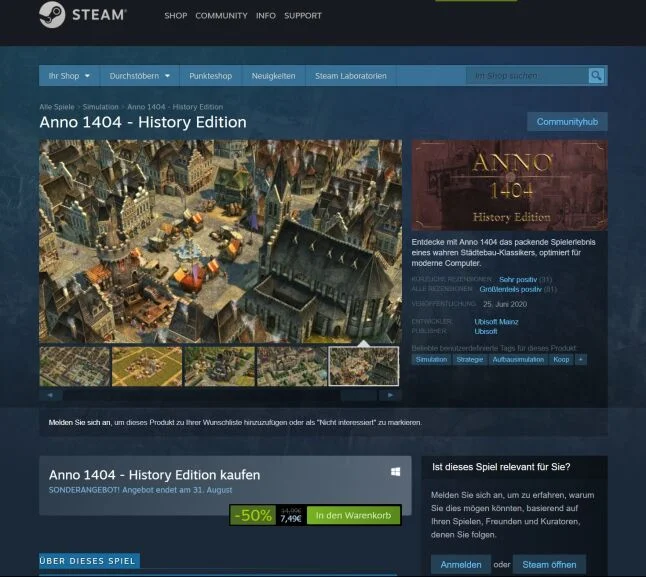 STEAM®
SHOP COMMUNITY INFO SUPPORT
Ihr Shop Durchstöbern Punkteshop Neuigkeiten Steam Laboratorien Im Shop suchen
Alle Spiele > Simulation > Anno 1404 - History Edition
Anno 1404 - History Edition
Communityhub
ANNO
1404
History Edition
Entdecke mit Anno 1404 das packende Spielerlebnis
eines wahren Städtebau-Klassikers, optimiert für
moderne Computer.
KÜRZLICHE REZENSIONEN: Sehr positiv (31)
ALLE REZENSIONEN: Größtenteils positiv (81)
VERÖFFENTLICHUNG: 25. Juni 2020
ENTWICKLER: Ubisoft Mainz
PUBLISHER: Ubisoft
Beliebte benutzerdefinierte Tags für dieses Produkt:
Simulation Strategie Aufbausimulation Koop +
Melden Sie sich an, um dieses Produkt zu Ihrer Wunschliste hinzuzufügen oder als "Nicht interessiert" zu markieren.
Anno 1404 - History Edition kaufen
SONDERANGEBOT! Angebot endet am 31. August
-50% 14,99€
7,49€ In den Warenkorb
Ist dieses Spiel relevant für Sie?
Melden Sie sich an, um zu erfahren, warum
Sie dies mögen könnten, basierend auf
Ihren Spielen, Freunden und Kuratoren,
denen Sie folgen.
Anmelden oder Steam öffnen
ÜBER DIESES SPIEL